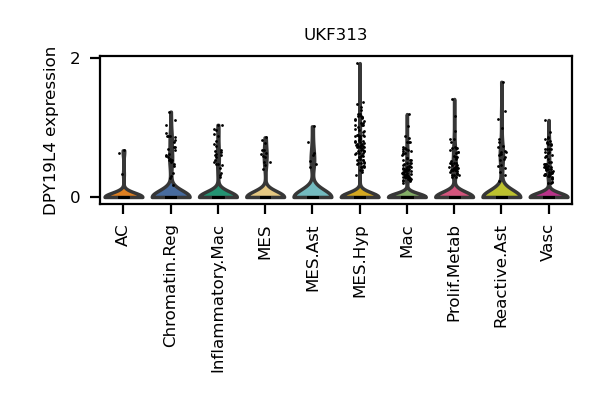 UKF313
DPY19L4 expression
2
0
AC
Chromatin.Reg
Inflammatory.Mac
MES
MES.Ast
MES.Hyp
Mac
Prolif.Metab
Reactive.Ast
Vasc